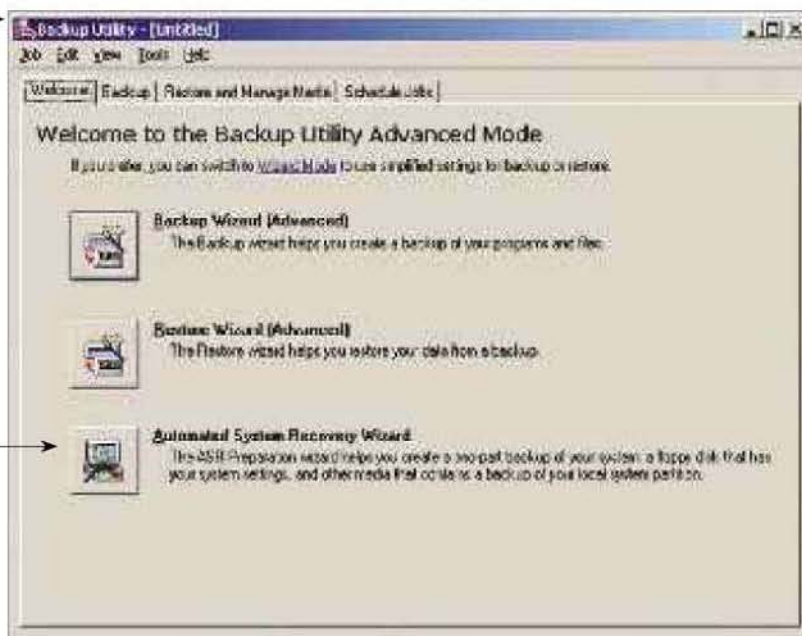 Backup Utility - [Untitled]
Job Edit View Tools Help
Welcome Backup Restore and Manage Media Schedule Jobs
Welcome to the Backup Utility Advanced Mode
If you prefer, you can switch to Wizard Mode to use simplified settings for backup or restore.
Backup Wizard (Advanced)
The Backup wizard helps you create a backup of your programs and files.
Restore Wizard (Advanced)
The Restore wizard helps you restore your data from a backup.
Automated System Recovery Wizard
The ASR Preparation wizard helps you create a two-part backup of your system: a floppy disk that has
your system settings, and other media that contains a backup of your local system partition.